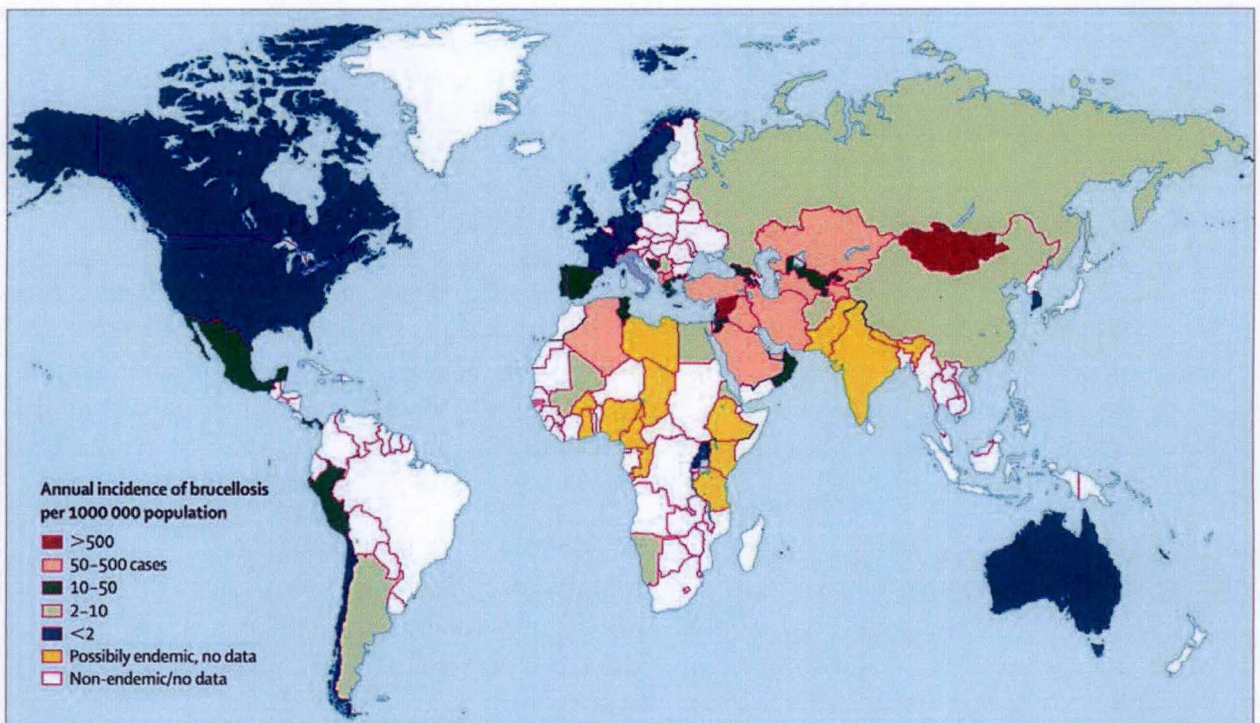 Annual incidence of brucellosis
per 1000 000 population
>500
50–500 cases
10–50
2–10
<2
Possibily endemic, no data
Non-endemic/no data